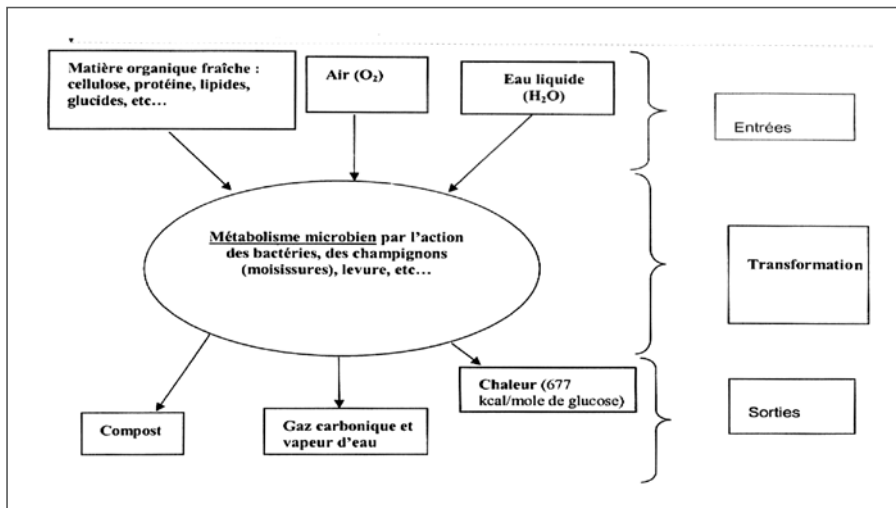 Matière organique fraîche :
cellulose, protéine, lipides,
glucides, etc…
Air (O₂)
Eau liquide
(H₂O)
Entrées
Métabolisme microbien par l'action
des bactéries, des champignons
(moisissures), levure, etc…
Transformation
Chaleur (677
kcal/mole de glucose)
Compost
Gaz carbonique et
vapeur d'eau
Sorties